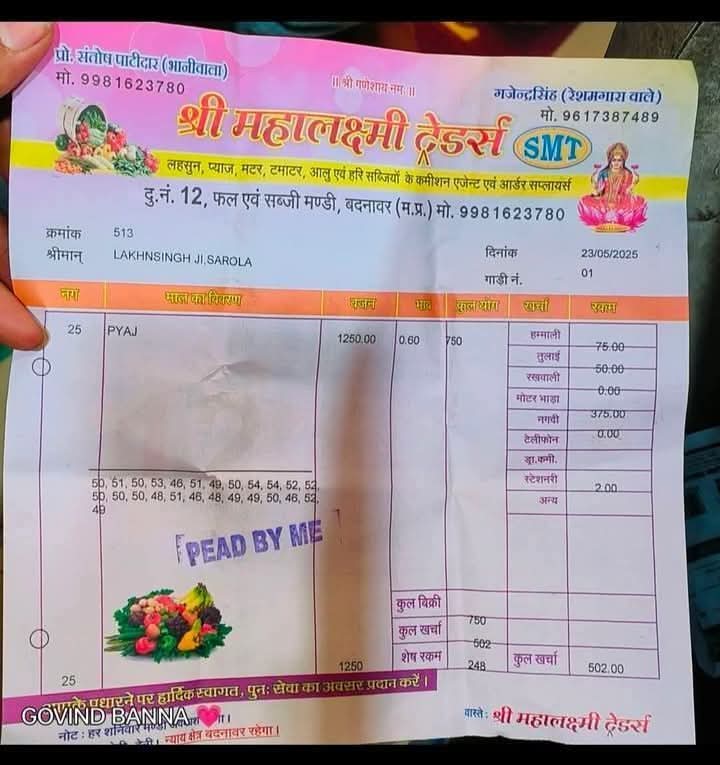 प्रो. संतोष पाटीदार (भानीवाला)
मो. 9981623780
॥ श्री गणेशाय नमः ॥
गजेन्द्रसिंह (रेशमगारा वाले)
मो. 9617387489
श्री महालक्ष्मी ट्रेडर्स
SMT
लहसुन, प्याज, मटर, टमाटर, आलु एवं हरि सब्जियों के कमीशन एजेन्ट एवं आर्डर सप्लायर्स
दु.नं. 12, फल एवं सब्जी मण्डी, बदनावर (म.प्र.) मो. 9981623780
क्रमांक 513
श्रीमान् LAKHNSINGH JI,SAROLA
दिनांक 23/05/2025
गाड़ी नं. 01
नग माल का विवरण वजन भाव कुल योग खर्चा रकम
25 PYAJ 1250.00 0.60 750
हम्माली 75.00
तुलाई 50.00
रखवाली 0.00
मोटर भाड़ा 375.00
नगदी 0.00
टेलीफोन
ड्रा.कमी.
स्टेशनरी 2.00
अन्य
50, 51, 50, 53, 46, 51, 49, 50, 54, 54, 52, 52,
50, 50, 50, 48, 51, 46, 48, 49, 49, 50, 46, 52,
49
PEAD BY ME
कुल बिक्री 750
कुल खर्चा 502
शेष रकम 248
कुल खर्चा 502.00
25 1250
पधारने पर हार्दिक स्वागत, पुनः सेवा का अवसर प्रदान करें।
GOVIND BANNA
नोट : हर शनिवार मण्डी
न्याय क्षेत्र बदनावर रहेगा।
वास्ते : श्री महालक्ष्मी ट्रेडर्स